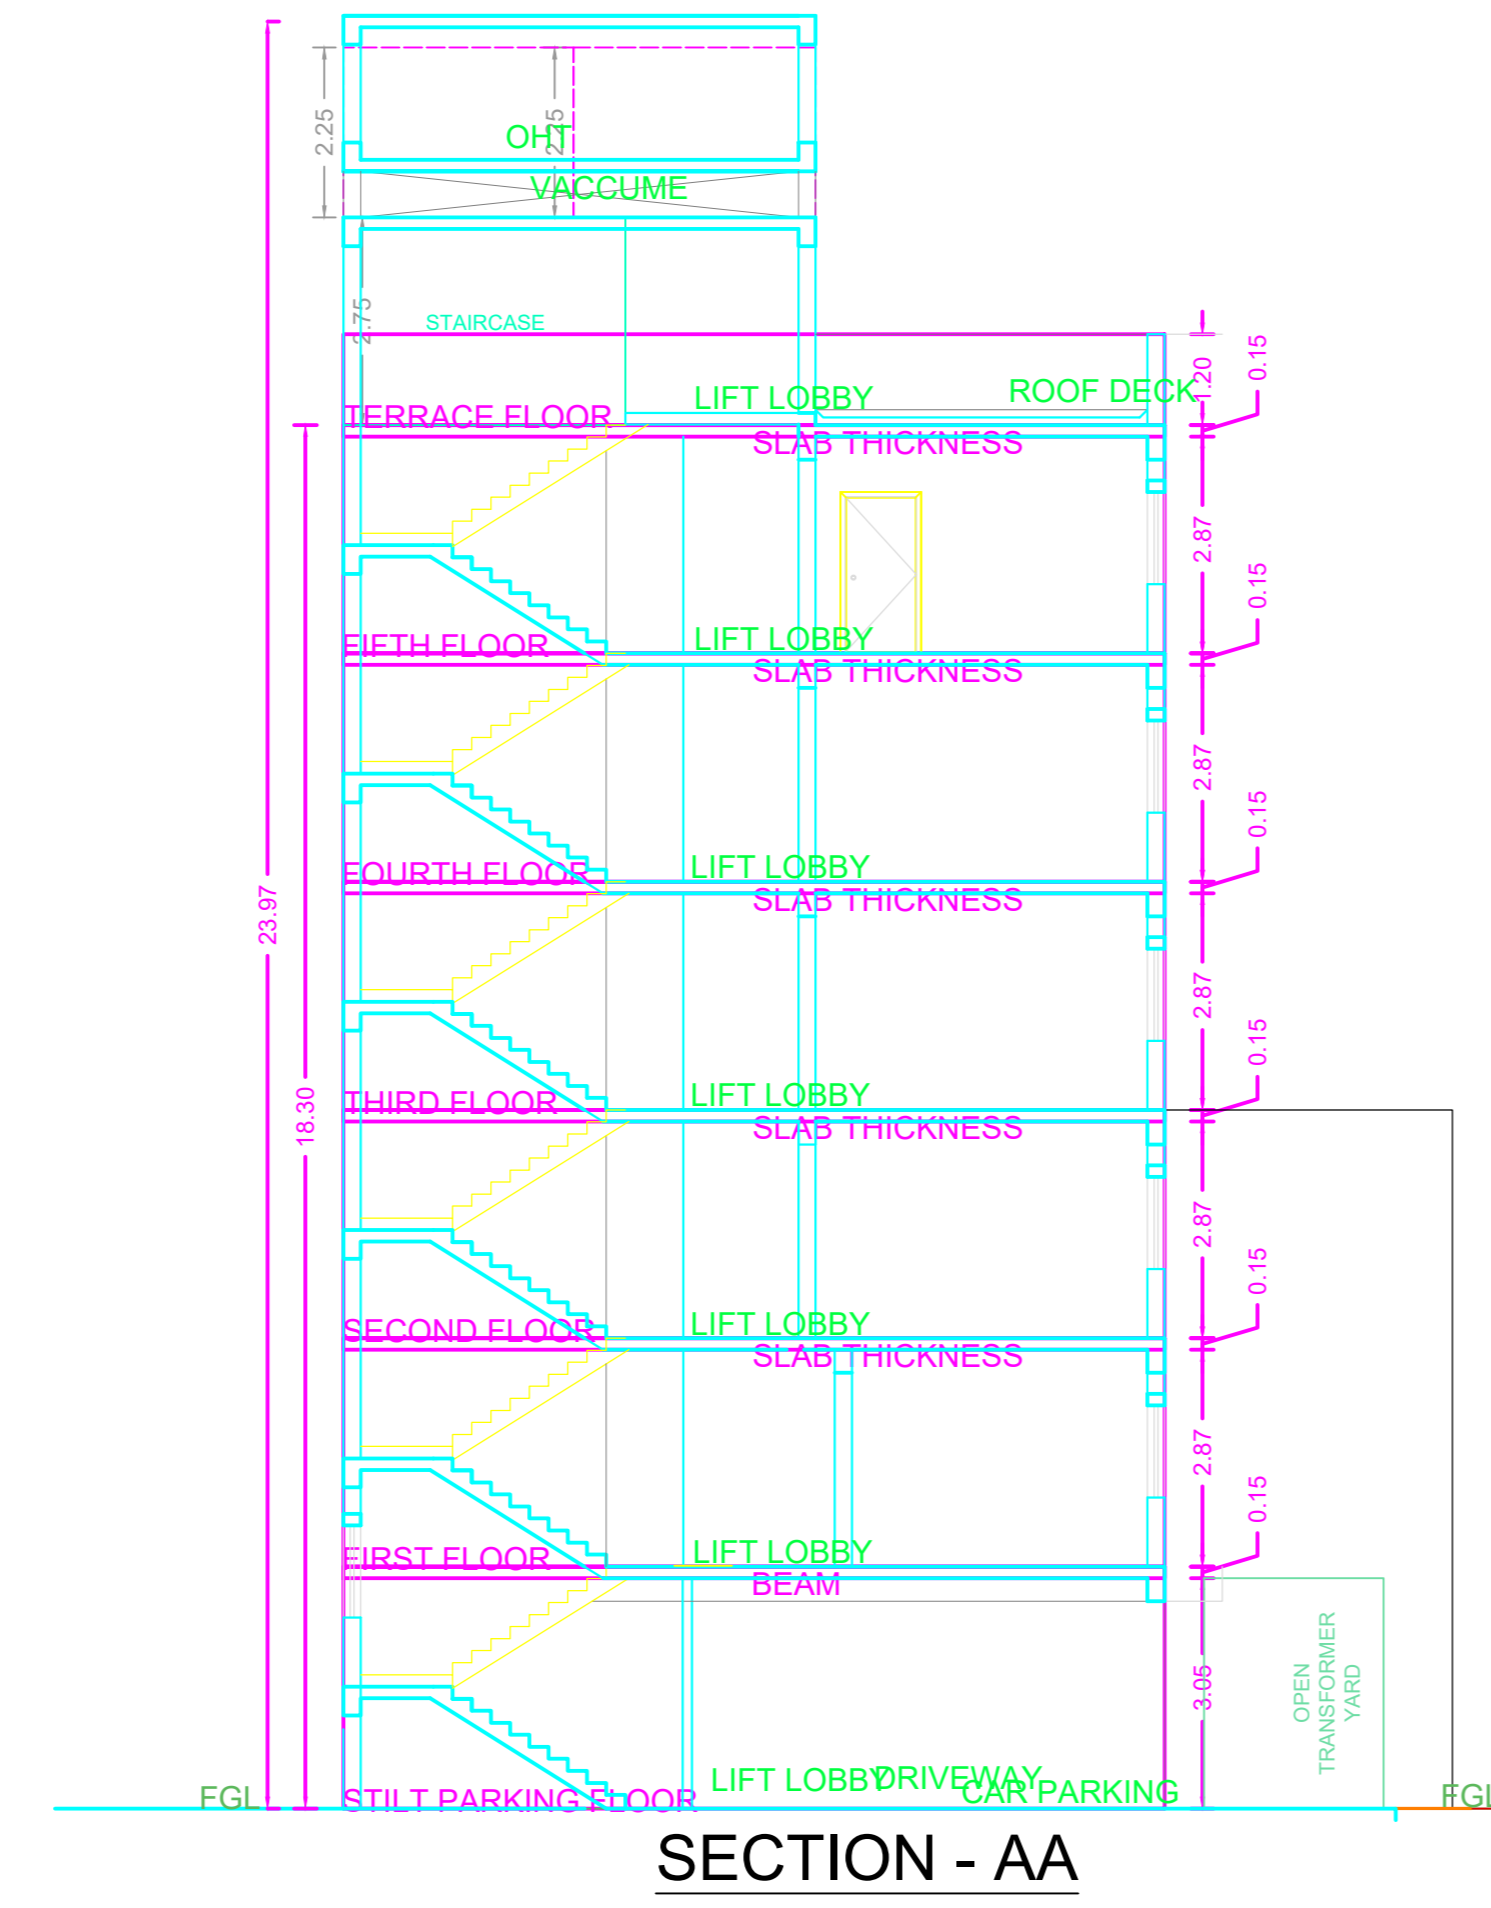 2.25
2.25
OHT
VACCUME
2.75
STAIRCASE
0.15
1.20
LIFT LOBBY
ROOF DECK
TERRACE FLOOR
SLAB THICKNESS
2.87
0.15
FIFTH FLOOR
LIFT LOBBY
SLAB THICKNESS
2.87
0.15
FOURTH FLOOR
LIFT LOBBY
SLAB THICKNESS
23.97
2.87
0.15
THIRD FLOOR
LIFT LOBBY
SLAB THICKNESS
18.30
2.87
0.15
SECOND FLOOR
LIFT LOBBY
SLAB THICKNESS
2.87
0.15
FIRST FLOOR
LIFT LOBBY
BEAM
3.05
OPEN
TRANSFORMER
YARD
FGL
STILT PARKING FLOOR
LIFT LOBBY
DRIVEWAY
CAR PARKING
FGL
SECTION - AA